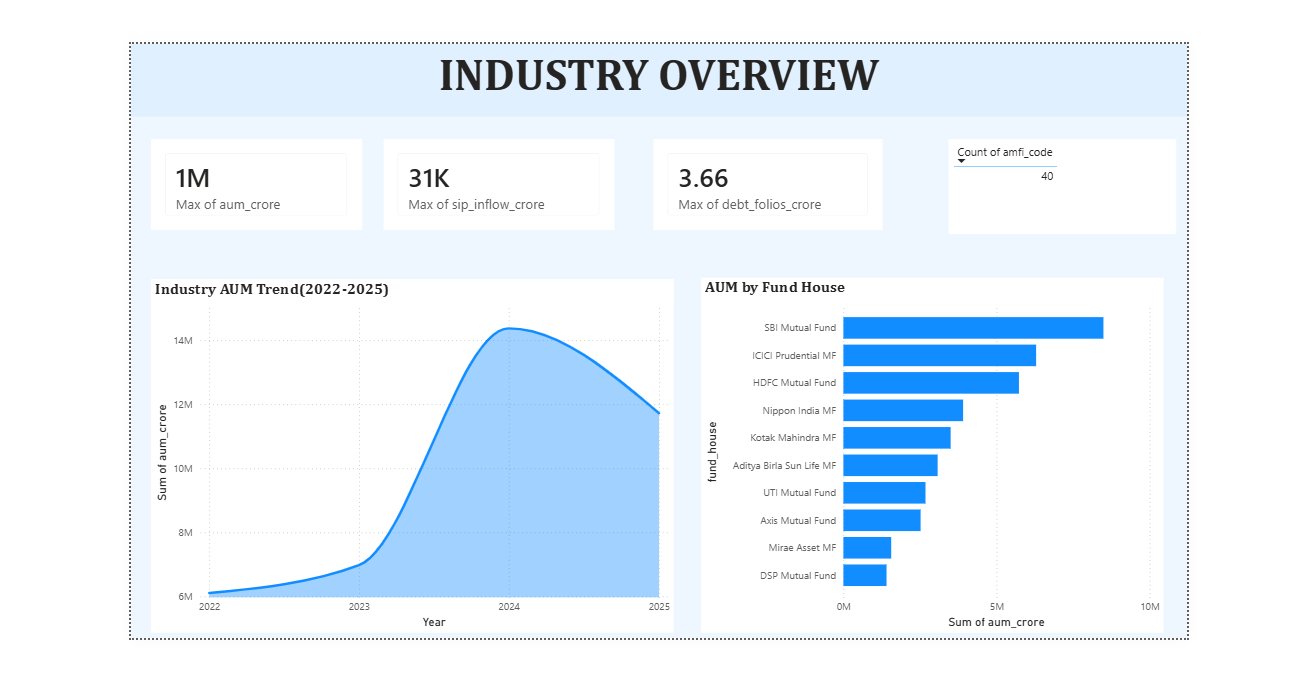 INDUSTRY OVERVIEW
1M
Max of aum_crore
31K
Max of sip_inflow_crore
3.66
Max of debt_folios_crore
Count of amfi_code
40
Industry AUM Trend(2022-2025)
Sum of aum_crore
14M
12M
10M
8M
6M
2022 2023 2024 2025
Year
AUM by Fund House
fund_house
SBI Mutual Fund
ICICI Prudential MF
HDFC Mutual Fund
Nippon India MF
Kotak Mahindra MF
Aditya Birla Sun Life MF
UTI Mutual Fund
Axis Mutual Fund
Mirae Asset MF
DSP Mutual Fund
0M 5M 10M
Sum of aum_crore